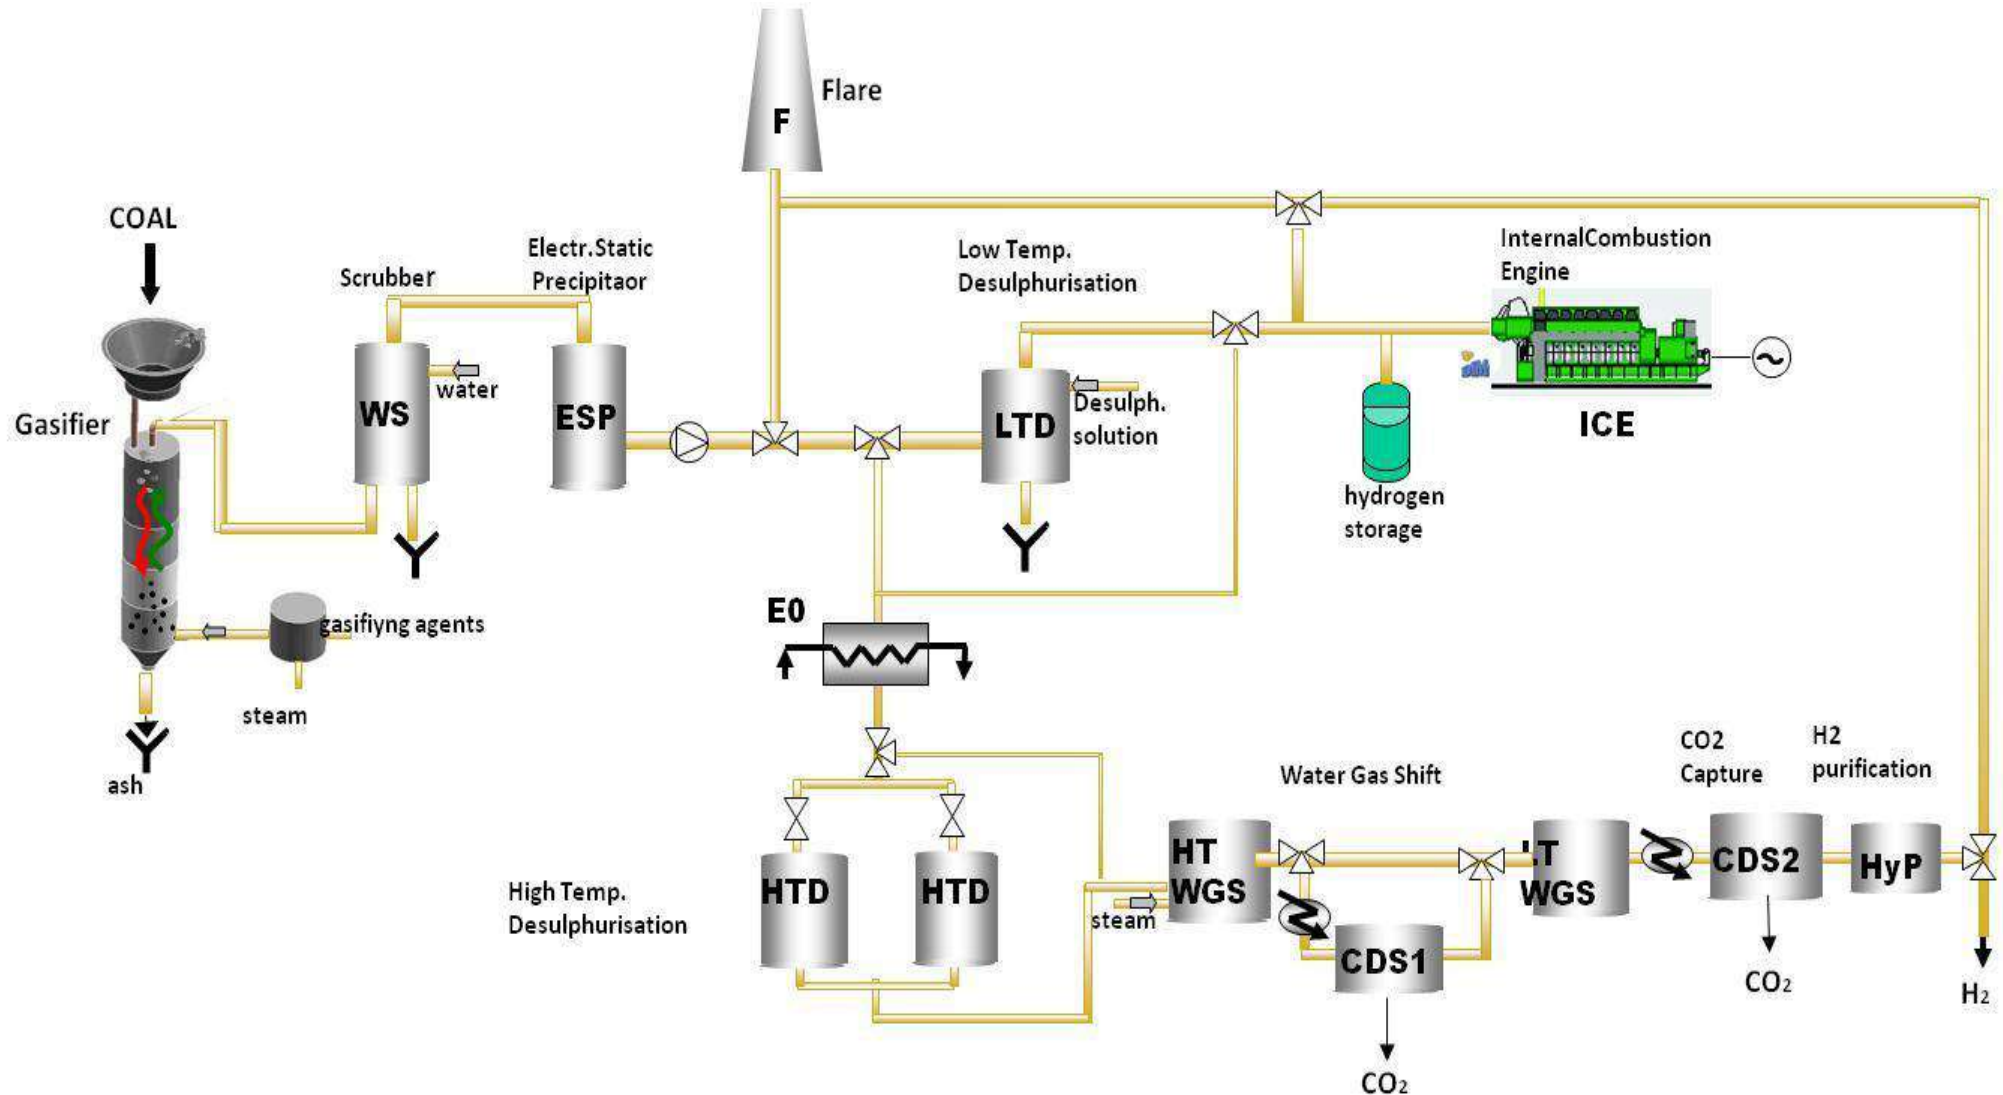 Flare
F
COAL
Scrubber
Electr.Static
Precipitaor
Low Temp.
Desulphurisation
InternalCombustion
Engine
Gasifier
WS
water
ESP
LTD
Desulph.
solution
ICE
hydrogen
storage
gasifiyng agents
steam
ash
E0
High Temp.
Desulphurisation
HTD
HTD
steam
HT
WGS
Water Gas Shift
CDS1
CO2
LT
WGS
CO2
Capture
H2
purification
CDS2
HyP
CO2
H2